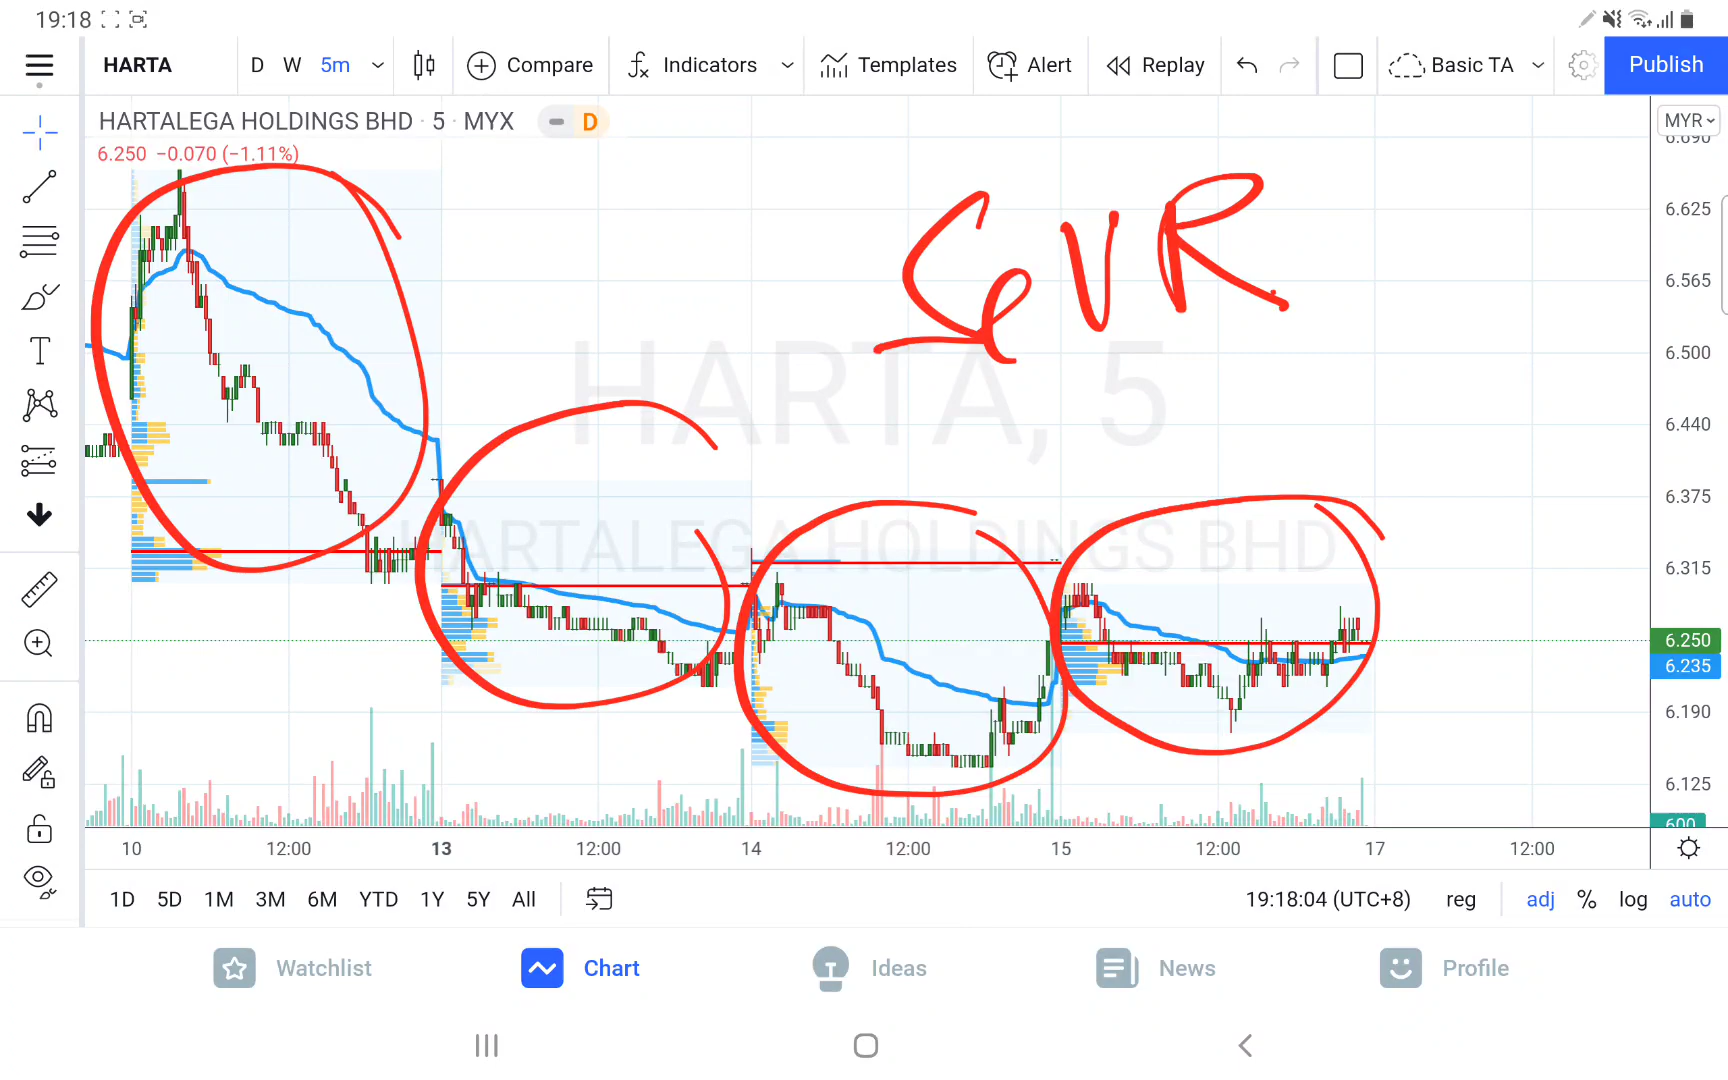 19:18
HARTA D W 5m Compare Indicators Templates Alert Replay Basic TA Publish
HARTALEGA HOLDINGS BHD · 5 · MYX D
6.250 −0.070 (−1.11%)
MYR
6.690
6.625
6.565
6.500
6.440
6.375
6.315
6.250
6.235
6.190
6.125
600
VR
HARTA, 5
HARTALEGA HOLDINGS BHD
10 12:00 13 12:00 14 12:00 15 12:00 17 12:00
1D 5D 1M 3M 6M YTD 1Y 5Y All 19:18:04 (UTC+8) reg adj % log auto
Watchlist Chart Ideas News Profile